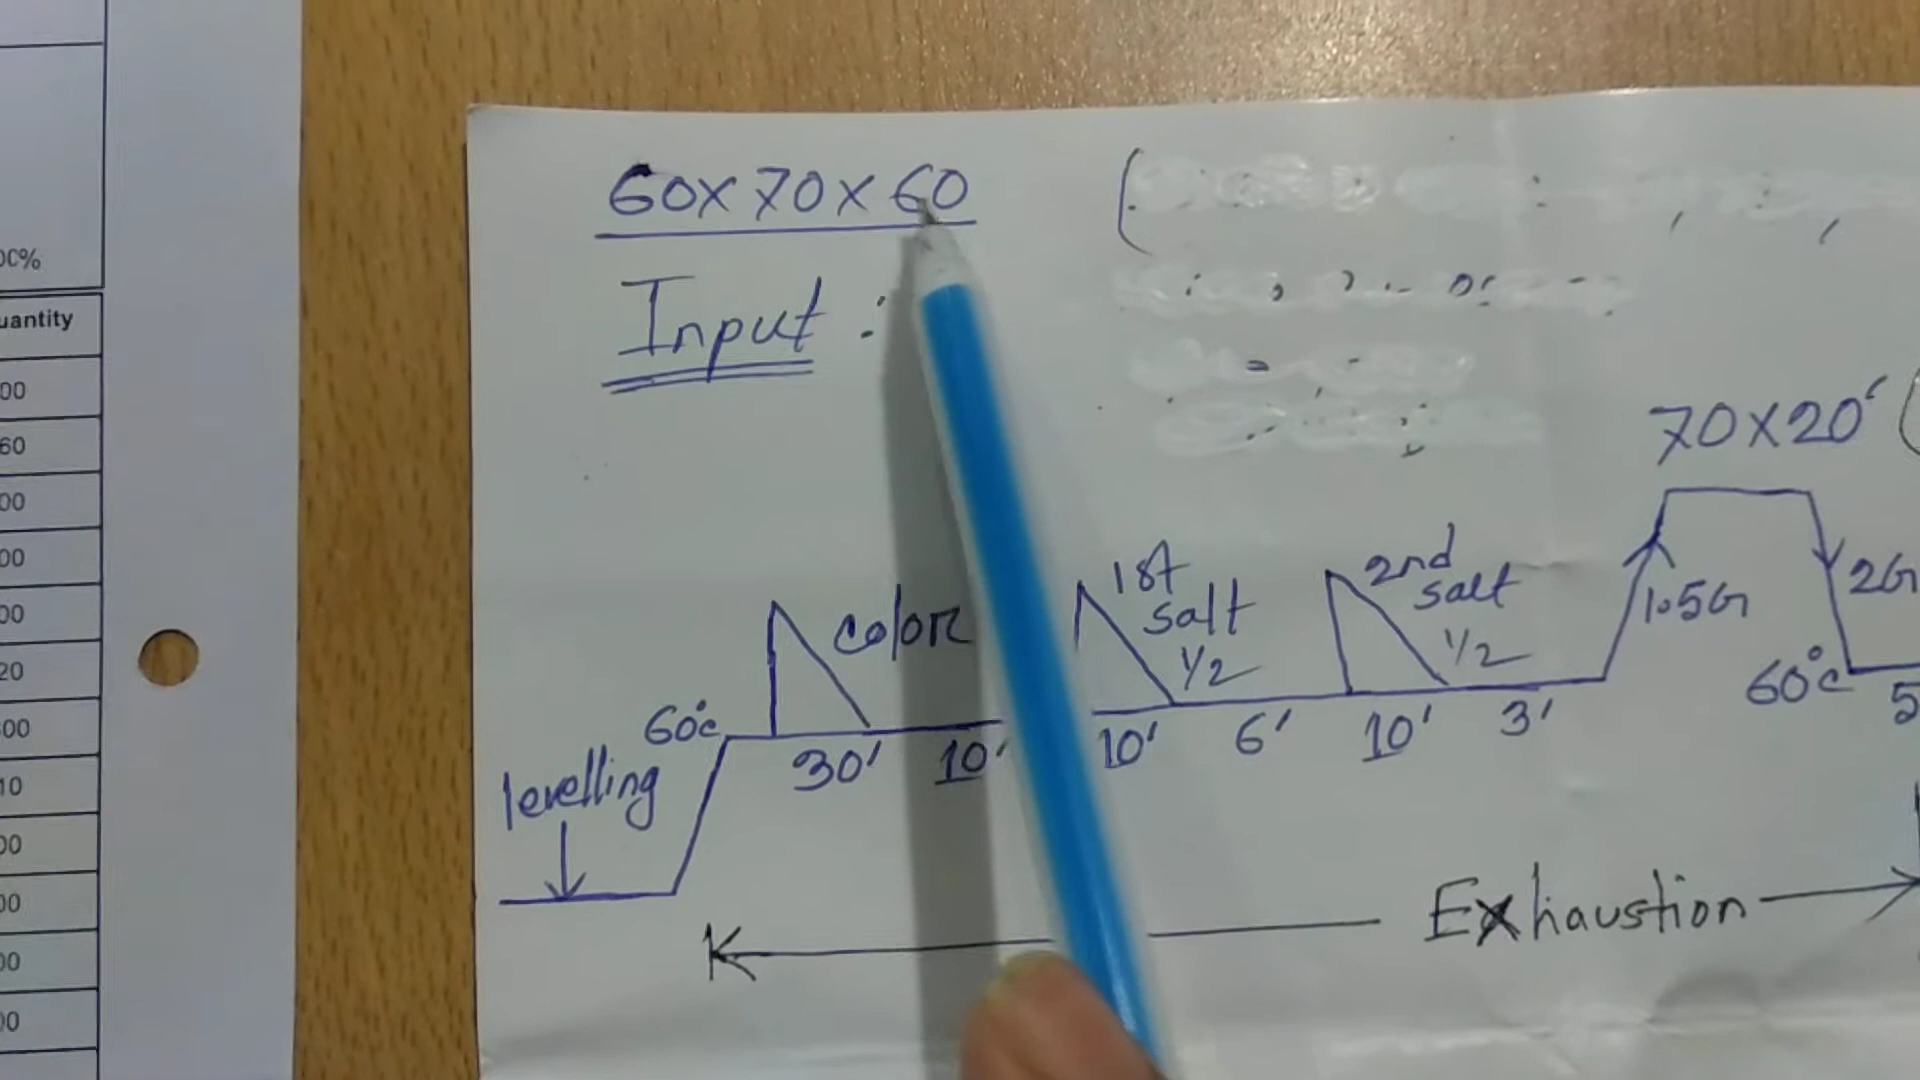 00%
uantity
00
60
00
00
00
20
00
10
00
00
00
00
60x70x60
Input :
70x20'
color
1st salt 1/2
2nd salt 1/2
1.5G
2G
60°c
60°c
levelling
30' 10' 10' 6' 10' 3' 5
Exhaustion